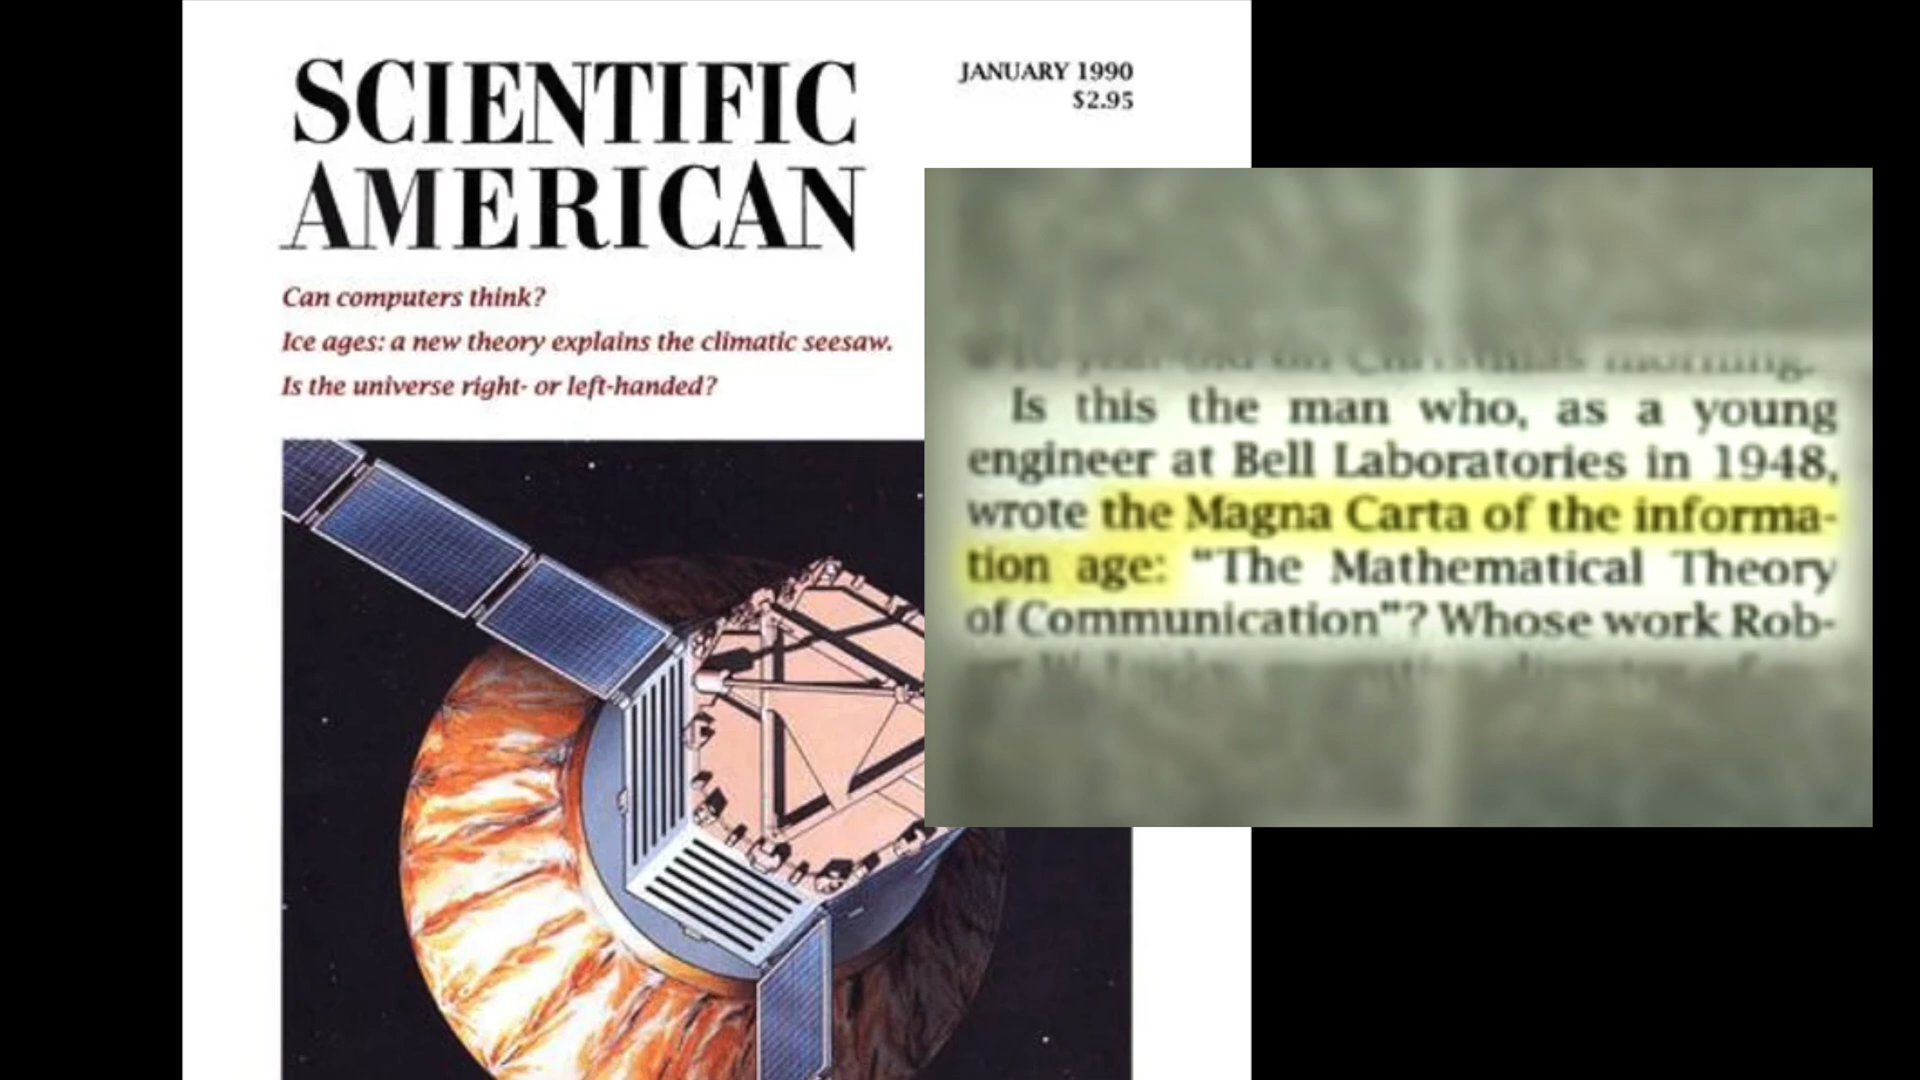 SCIENTIFIC
AMERICAN
JANUARY 1990
$2.95
Can computers think?
Ice ages: a new theory explains the climatic seesaw.
Is the universe right- or left-handed?
Christmas morning.
Is this the man who, as a young
engineer at Bell Laboratories in 1948,
wrote the Magna Carta of the informa-
tion age: "The Mathematical Theory
of Communication"? Whose work Rob-